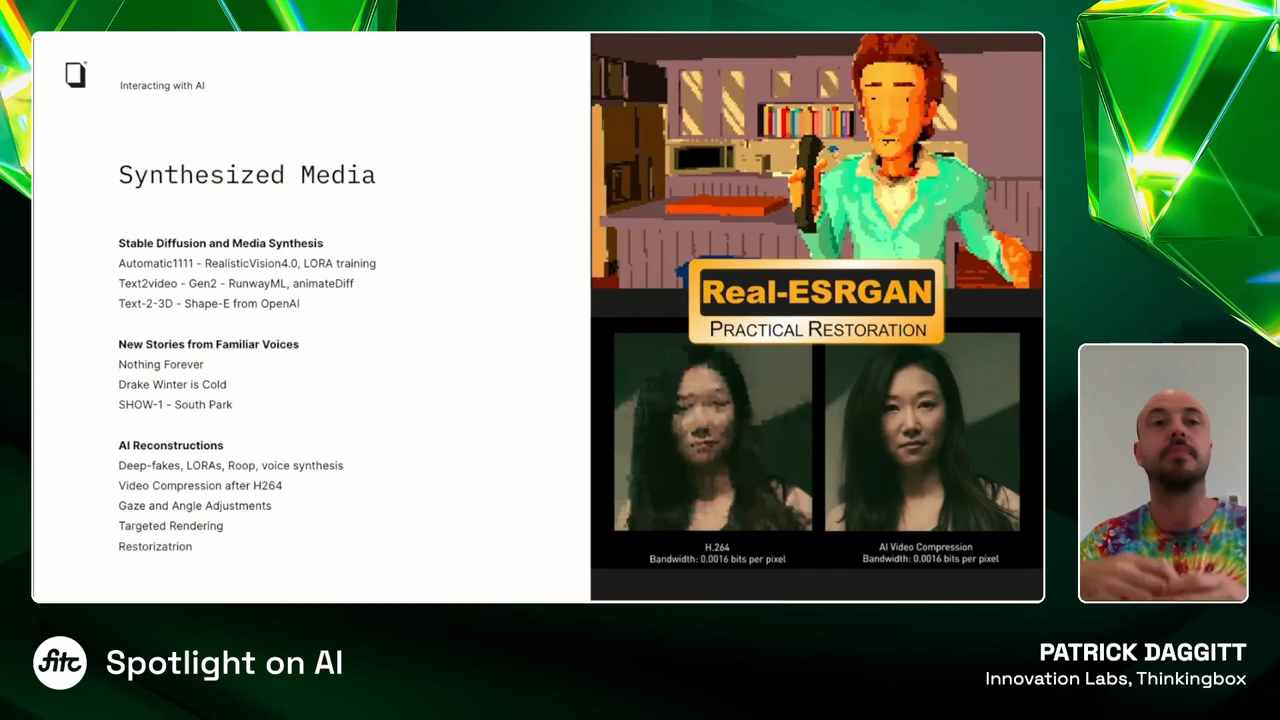 Interacting with AI
Synthesized Media
Stable Diffusion and Media Synthesis
Automatic1111 - RealisticVision4.0, LORA training
Text2video - Gen2 - RunwayML, animateDiff
Text-2-3D - Shape-E from OpenAI
New Stories from Familiar Voices
Nothing Forever
Drake Winter is Cold
SHOW-1 - South Park
AI Reconstructions
Deep-fakes, LORAs, Roop, voice synthesis
Video Compression after H264
Gaze and Angle Adjustments
Targeted Rendering
Restorizatrion
Real-ESRGAN
PRACTICAL RESTORATION
H.264
Bandwidth: 0.0016 bits per pixel
AI Video Compression
Bandwidth: 0.0016 bits per pixel
fitc
Spotlight on AI
PATRICK DAGGITT
Innovation Labs, Thinkingbox